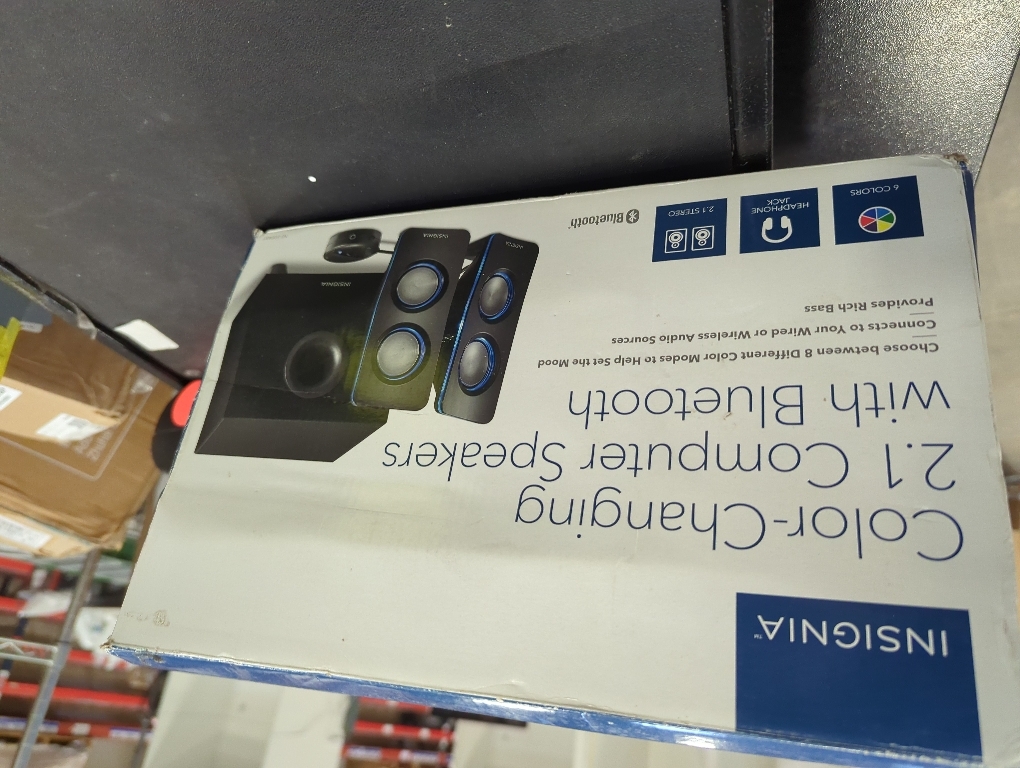 INSIGNIA™
Color-Changing
2.1 Computer Speakers
with Bluetooth
Choose between 8 Different Color Modes to Help Set the Mood
Connects to Your Wired or Wireless Audio Sources
Provides Rich Bass
6 COLORS
HEADPHONE
JACK
2.1 STEREO
Bluetooth
INSIGNIA
INSIGNIA